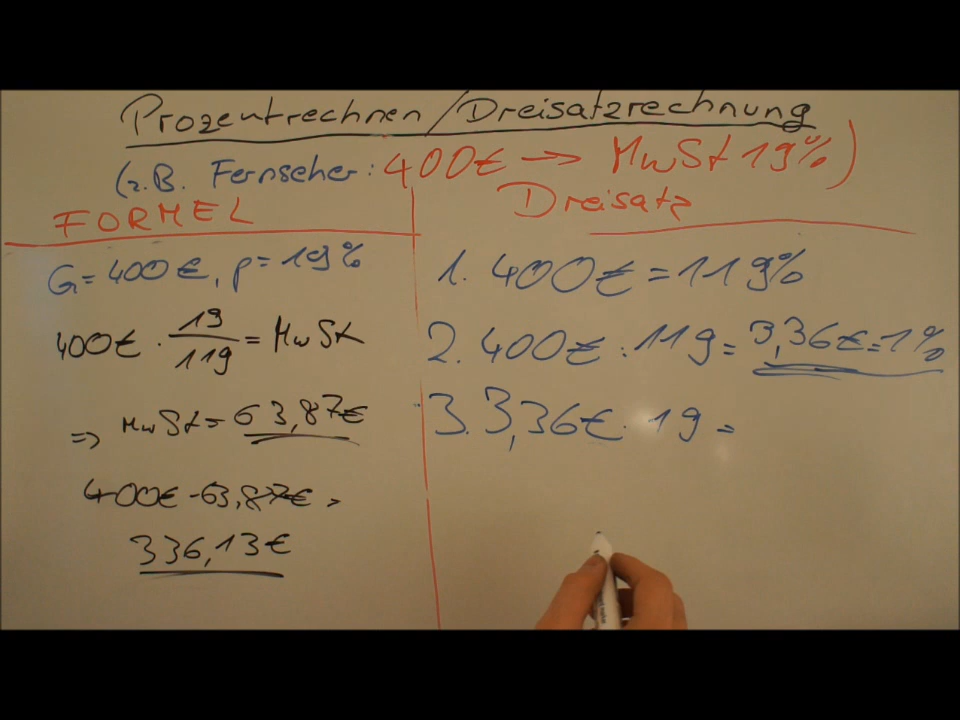 Prozentrechnen/Dreisatzrechnung
(z.B. Fernseher: 400€ → MwSt 19%)
FORMEL
G=400€, p=19%
400€ · 19/119 = MwSt
=> MwSt = 63,87€
400€ - 63,87€ =
336,13€
Dreisatz
1. 400€ = 119%
2. 400€ : 119 = 3,36€ = 1%
3. 3,36€ · 19 =